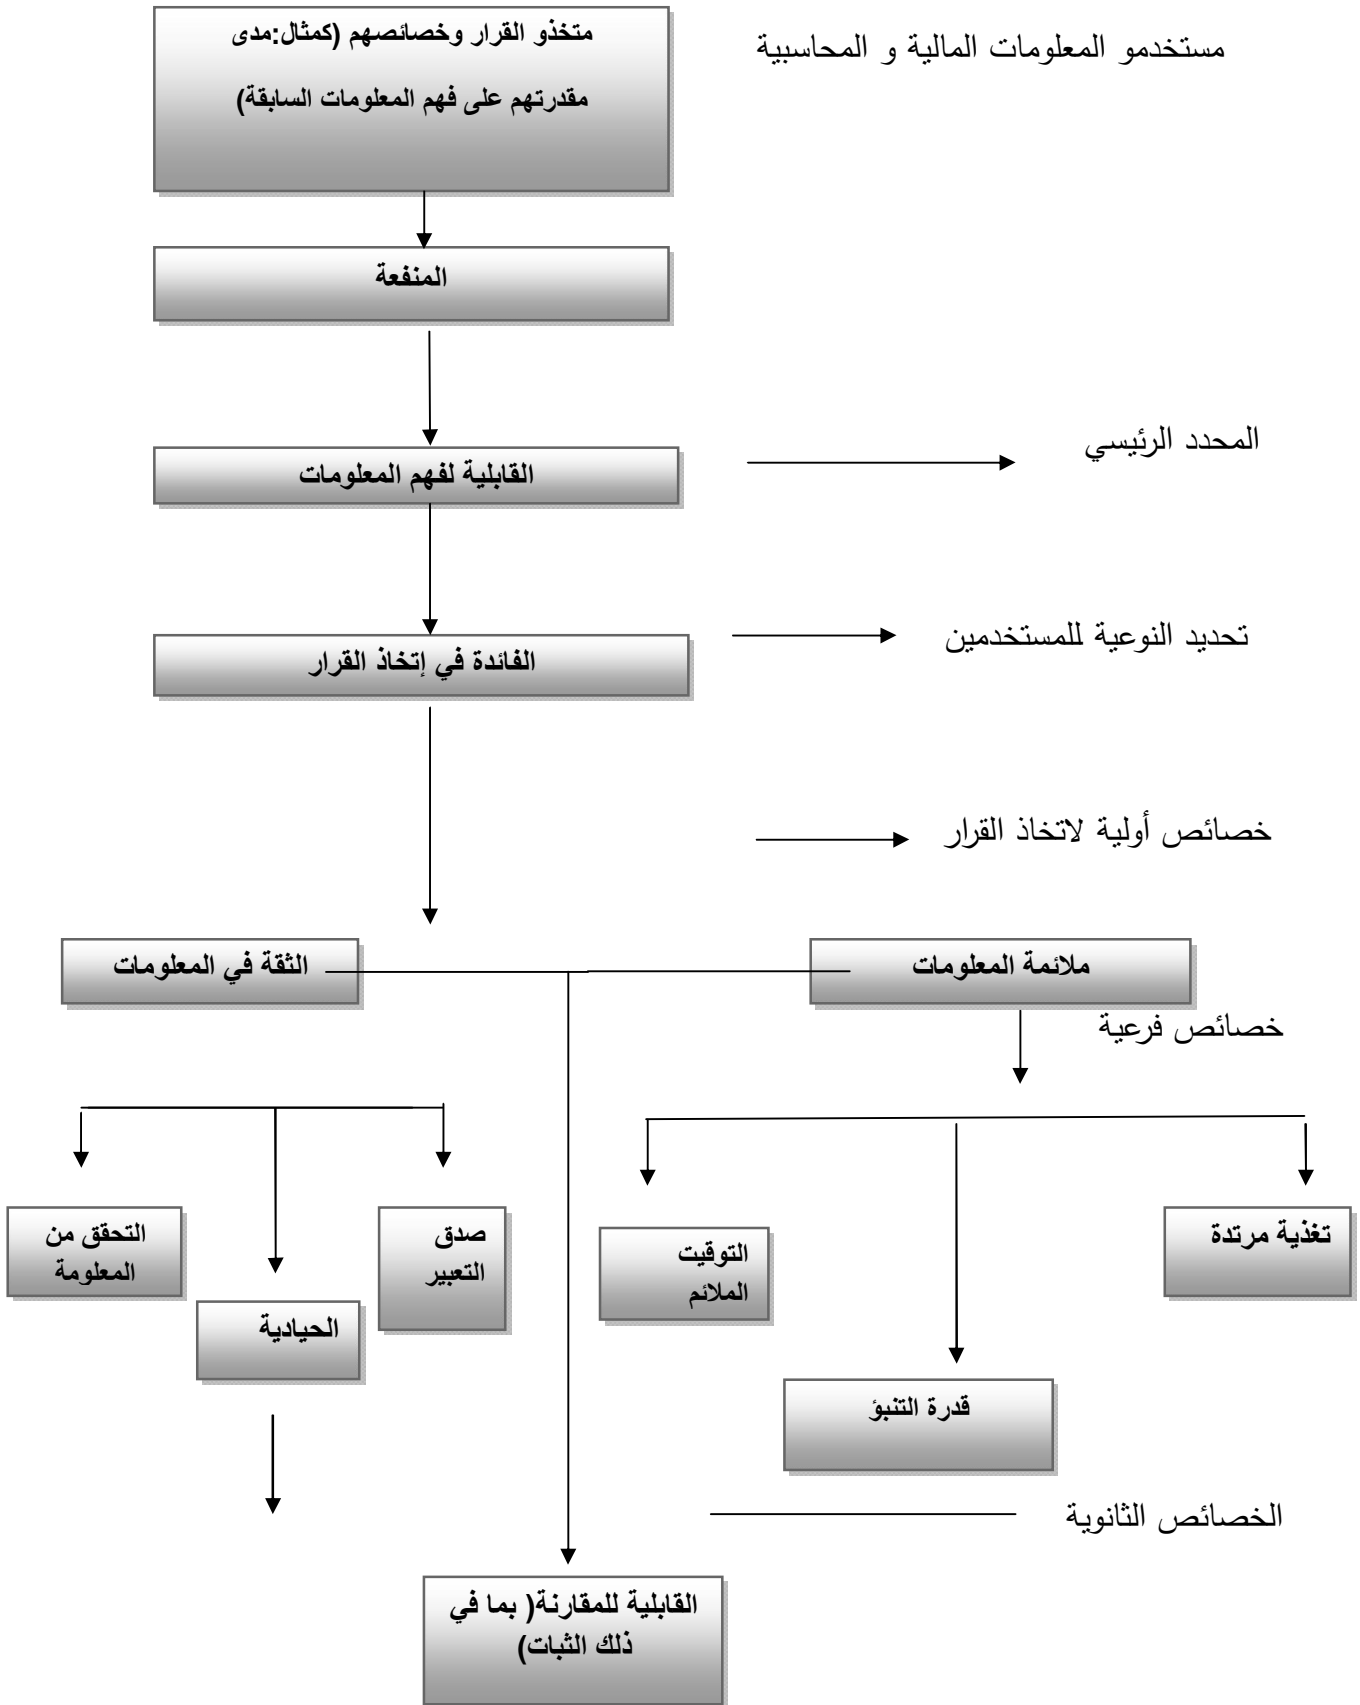 متخذو القرار وخصائصهم (كمثال:مدى
مقدرتهم على فهم المعلومات السابقة)
مستخدمو المعلومات المالية و المحاسبية
المنفعة
القابلية لفهم المعلومات
المحدد الرئيسي
الفائدة في إتخاذ القرار
تحديد النوعية للمستخدمين
خصائص أولية لاتخاذ القرار
ملائمة المعلومات
الثقة في المعلومات
خصائص فرعية
تغذية مرتدة
التوقيت
الملائم
صدق
التعبير
التحقق من
المعلومة
الحيادية
قدرة التنبؤ
الخصائص الثانوية
القابلية للمقارنة( بما في
ذلك الثبات)